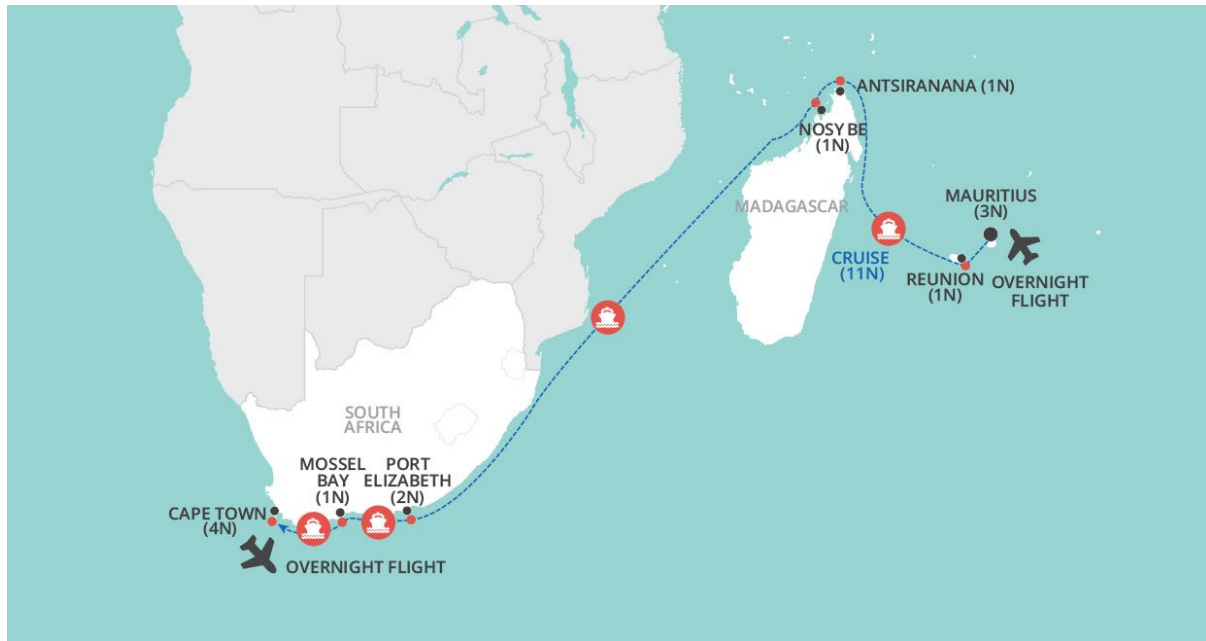 ANTSIRANANA (1N)
NOSY BE
(1N)
MADAGASCAR
MAURITIUS
(3N)
CRUISE
(11N)
REUNION
(1N)
OVERNIGHT
FLIGHT
SOUTH
AFRICA
MOSSEL
BAY
(1N)
PORT
ELIZABETH
(2N)
CAPE TOWN
(4N)
OVERNIGHT FLIGHT